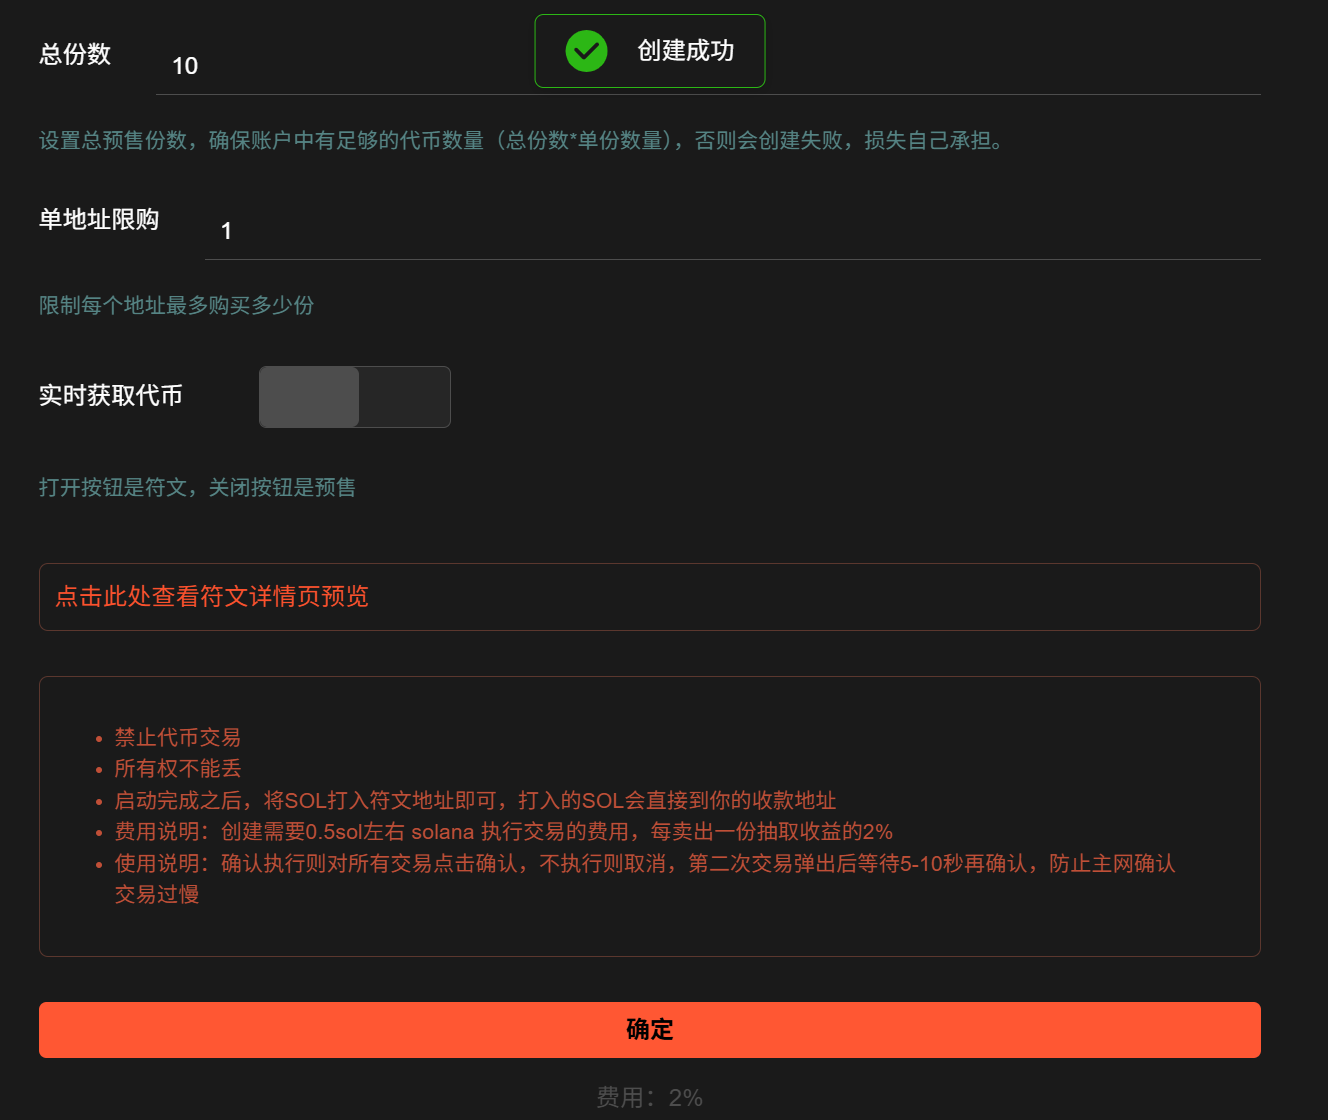 创建成功
总份数
10
设置总预售份数，确保账户中有足够的代币数量（总份数*单份数量），否则会创建失败，损失自己承担。
单地址限购
1
限制每个地址最多购买多少份
实时获取代币
打开按钮是符文，关闭按钮是预售
点击此处查看符文详情页预览
• 禁止代币交易
• 所有权不能丢
• 启动完成之后，将SOL打入符文地址即可，打入的SOL会直接到你的收款地址
• 费用说明：创建需要0.5sol左右 solana 执行交易的费用，每卖出一份抽取收益的2%
• 使用说明：确认执行则对所有交易点击确认，不执行则取消，第二次交易弹出后等待5-10秒再确认，防止主网确认
交易过慢
确定
费用：2%